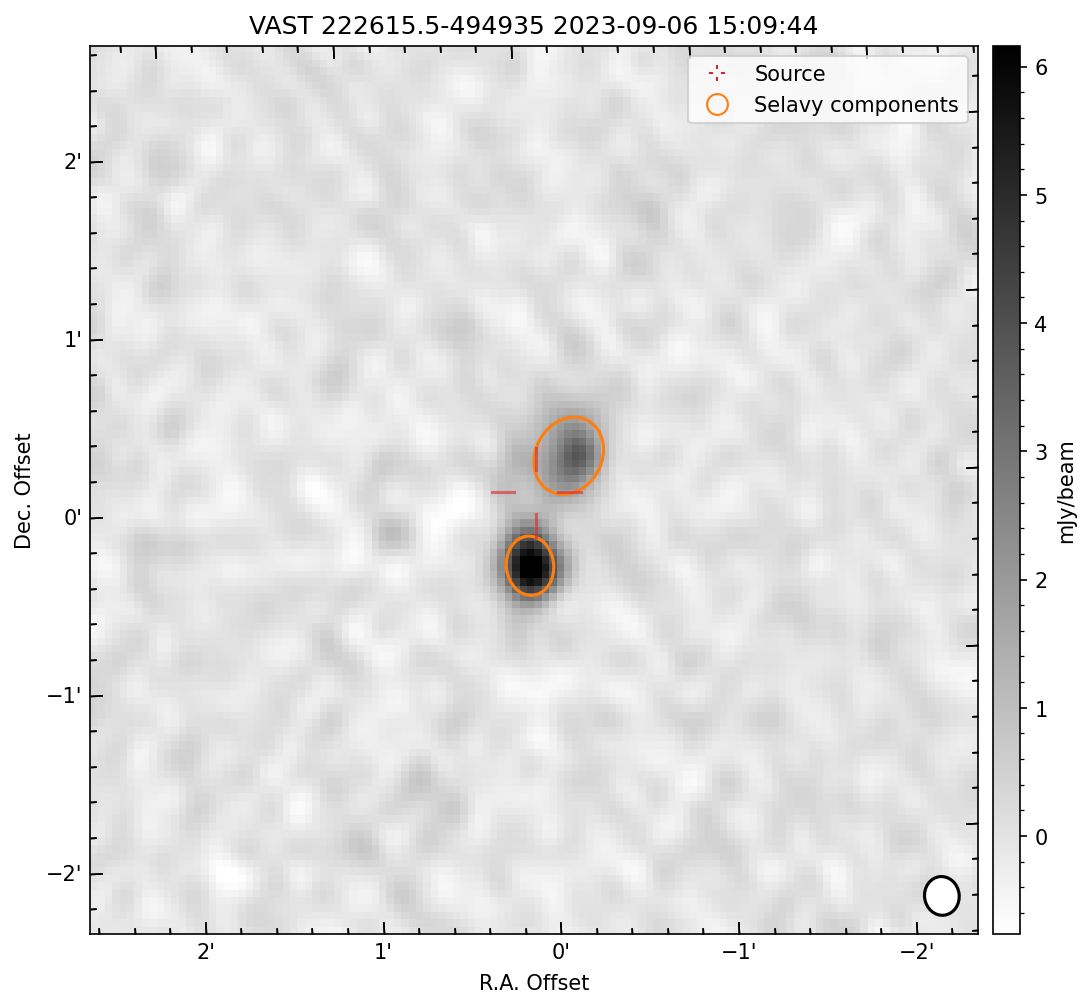 VAST 222615.5-494935 2023-09-06 15:09:44
Source
Selavy components
6
5
4
3
2
1
0
mJy/beam
2'
1'
0'
−1'
−2'
Dec. Offset
2'
1'
0'
−1'
−2'
R.A. Offset